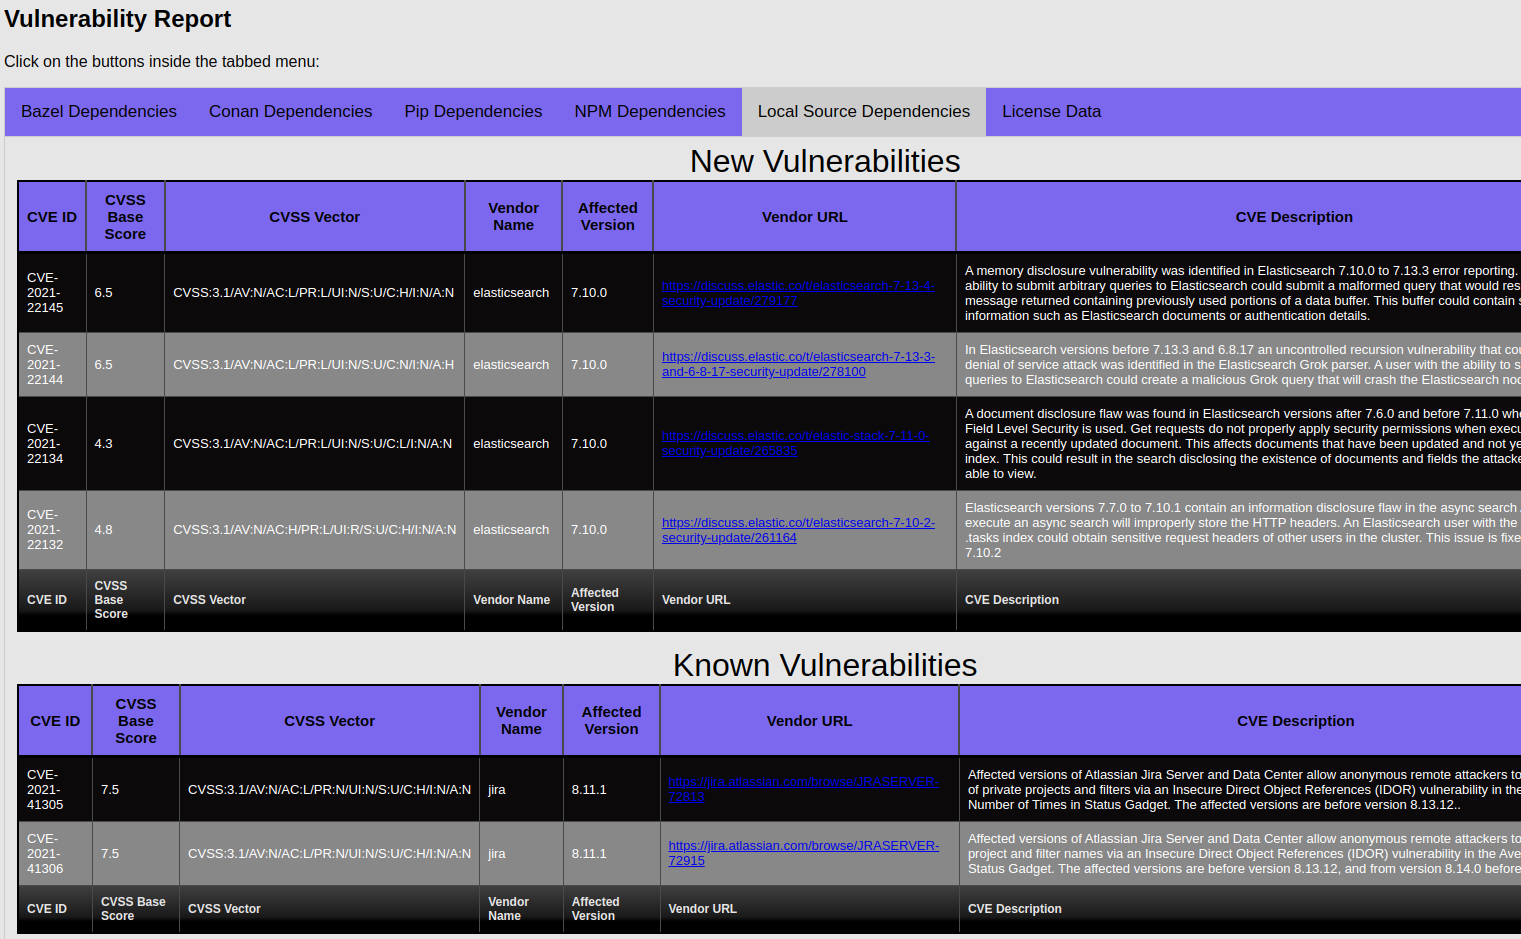 Vulnerability Report
Click on the buttons inside the tabbed menu:
Bazel Dependencies Conan Dependencies Pip Dependencies NPM Dependencies Local Source Dependencies License Data
New Vulnerabilities
CVE ID
CVSS
Base
Score
CVSS Vector
Vendor
Name
Affected
Version
Vendor URL
CVE Description
CVE-
2021-
22145
6.5
CVSS:3.1/AV:N/AC:L/PR:L/UI:N/S:U/C:H/I:N/A:N
elasticsearch
7.10.0
https://discuss.elastic.co/t/elasticsearch-7-13-4-
security-update/279177
A memory disclosure vulnerability was identified in Elasticsearch 7.10.0 to 7.13.3 error reporting.
ability to submit arbitrary queries to Elasticsearch could submit a malformed query that would res
message returned containing previously used portions of a data buffer. This buffer could contain s
information such as Elasticsearch documents or authentication details.
CVE-
2021-
22144
6.5
CVSS:3.1/AV:N/AC:L/PR:L/UI:N/S:U/C:N/I:N/A:H
elasticsearch
7.10.0
https://discuss.elastic.co/t/elasticsearch-7-13-3-
and-6-8-17-security-update/278100
In Elasticsearch versions before 7.13.3 and 6.8.17 an uncontrolled recursion vulnerability that cou
denial of service attack was identified in the Elasticsearch Grok parser. A user with the ability to s
queries to Elasticsearch could create a malicious Grok query that will crash the Elasticsearch nod
CVE-
2021-
22134
4.3
CVSS:3.1/AV:N/AC:L/PR:L/UI:N/S:U/C:L/I:N/A:N
elasticsearch
7.10.0
https://discuss.elastic.co/t/elastic-stack-7-11-0-
security-update/265835
A document disclosure flaw was found in Elasticsearch versions after 7.6.0 and before 7.11.0 whe
Field Level Security is used. Get requests do not properly apply security permissions when execu
against a recently updated document. This affects documents that have been updated and not ye
index. This could result in the search disclosing the existence of documents and fields the attacke
able to view.
CVE-
2021-
22132
4.8
CVSS:3.1/AV:N/AC:H/PR:L/UI:R/S:U/C:H/I:N/A:N
elasticsearch
7.10.0
https://discuss.elastic.co/t/elasticsearch-7-10-2-
security-update/261164
Elasticsearch versions 7.7.0 to 7.10.1 contain an information disclosure flaw in the async search
execute an async search will improperly store the HTTP headers. An Elasticsearch user with the
.tasks index could obtain sensitive request headers of other users in the cluster. This issue is fixe
7.10.2
CVE ID
CVSS
Base
Score
CVSS Vector
Vendor Name
Affected
Version
Vendor URL
CVE Description
Known Vulnerabilities
CVE ID
CVSS
Base
Score
CVSS Vector
Vendor
Name
Affected
Version
Vendor URL
CVE Description
CVE-
2021-
41305
7.5
CVSS:3.1/AV:N/AC:L/PR:N/UI:N/S:U/C:H/I:N/A:N
jira
8.11.1
https://jira.atlassian.com/browse/JRASERVER-
72813
Affected versions of Atlassian Jira Server and Data Center allow anonymous remote attackers to
of private projects and filters via an Insecure Direct Object References (IDOR) vulnerability in the
Number of Times in Status Gadget. The affected versions are before version 8.13.12..
CVE-
2021-
41306
7.5
CVSS:3.1/AV:N/AC:L/PR:N/UI:N/S:U/C:H/I:N/A:N
jira
8.11.1
https://jira.atlassian.com/browse/JRASERVER-
72915
Affected versions of Atlassian Jira Server and Data Center allow anonymous remote attackers to
project and filter names via an Insecure Direct Object References (IDOR) vulnerability in the Ave
Status Gadget. The affected versions are before version 8.13.12, and from version 8.14.0 before
CVE ID
CVSS Base
Score
CVSS Vector
Vendor
Name
Affected
Version
Vendor URL
CVE Description